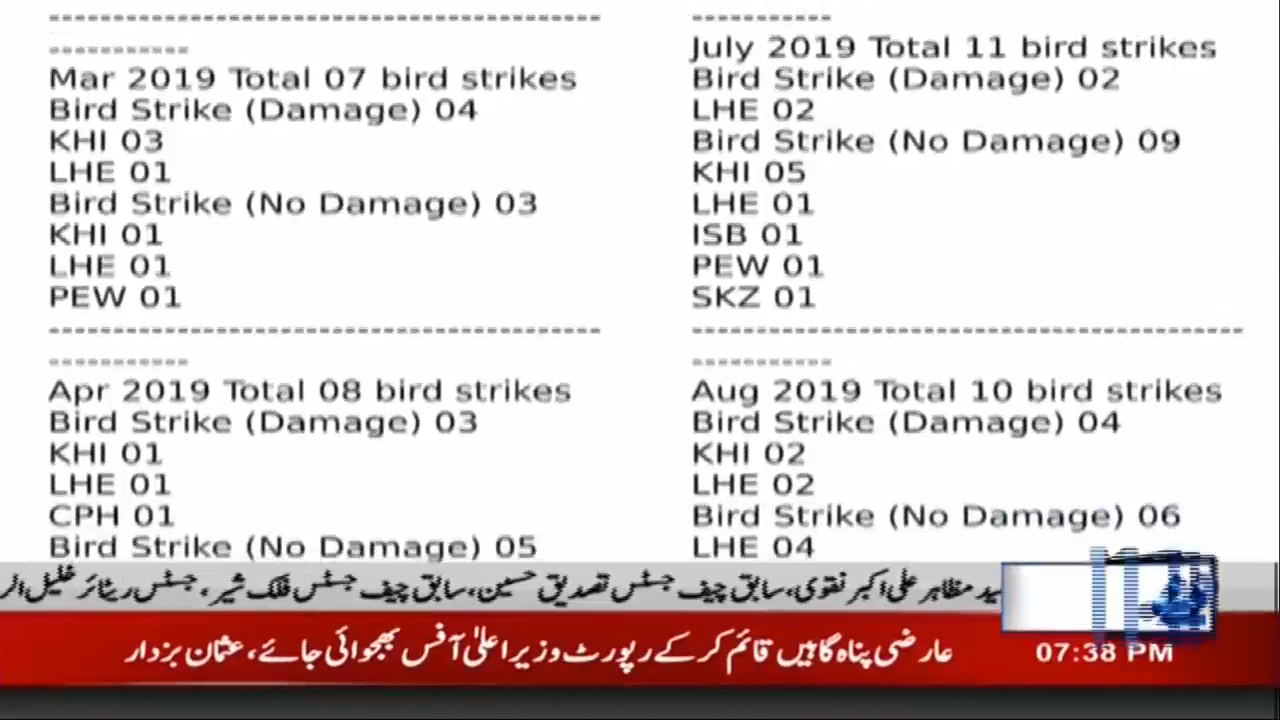 Mar 2019 Total 07 bird strikes
Bird Strike (Damage) 04
KHI 03
LHE 01
Bird Strike (No Damage) 03
KHI 01
LHE 01
PEW 01
Apr 2019 Total 08 bird strikes
Bird Strike (Damage) 03
KHI 01
LHE 01
CPH 01
Bird Strike (No Damage) 05
July 2019 Total 11 bird strikes
Bird Strike (Damage) 02
LHE 02
Bird Strike (No Damage) 09
KHI 05
LHE 01
ISB 01
PEW 01
SKZ 01
Aug 2019 Total 10 bird strikes
Bird Strike (Damage) 04
KHI 02
LHE 02
Bird Strike (No Damage) 06
LHE 04
مظاہر علی اکبر نقوی، سابق چیف جسٹس تصدیق حسین، سابق چیف جسٹس فلک شیر، جسٹس ریٹائر خلیل
عارضی پناہ گاہیں قائم کر کے رپورٹ وزیر اعلیٰ آفس بھجوائی جائے، عثمان بزدار
07:38 PM